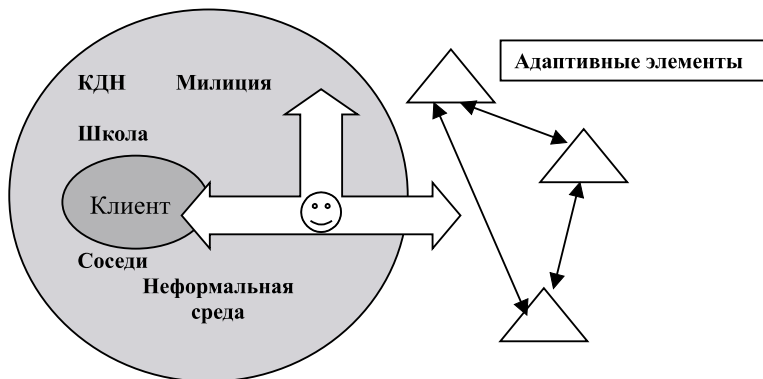 Адаптивные элементы
КДН Милиция
Школа
Клиент
Соседи
Неформальная
среда